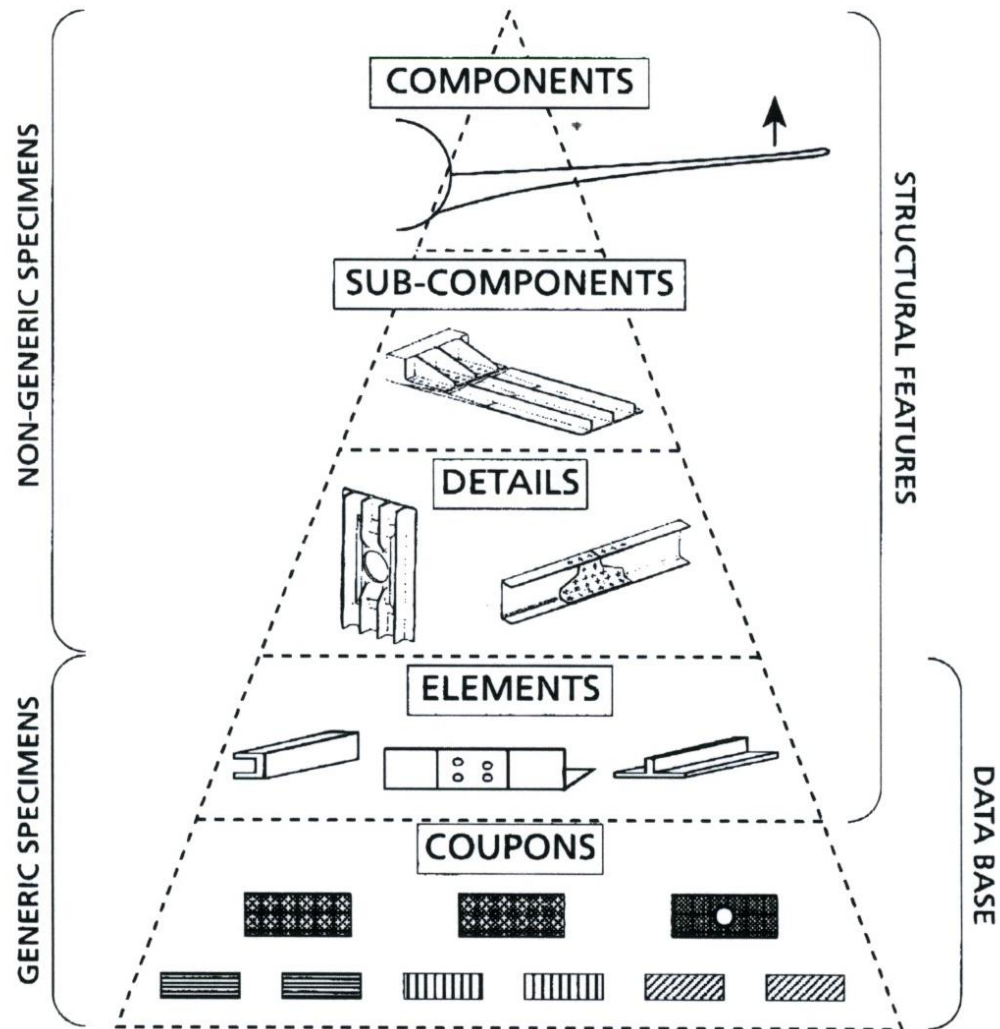 COMPONENTS
SUB-COMPONENTS
DETAILS
ELEMENTS
COUPONS
NON-GENERIC SPECIMENS
GENERIC SPECIMENS
STRUCTURAL FEATURES
DATA BASE